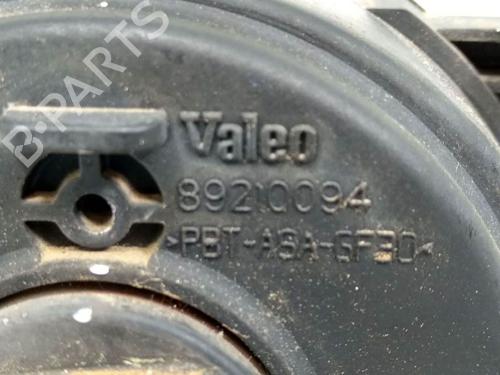 B-PARTS
Valeo
89210094
>PBT-ASA-GF30<